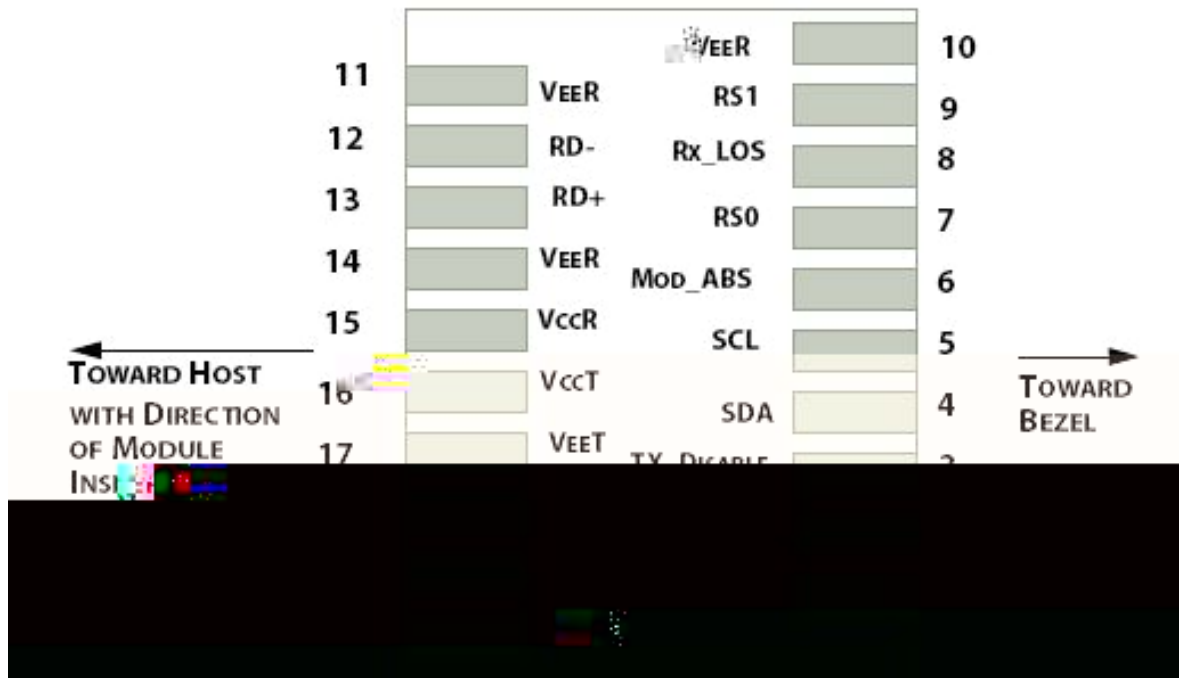 10 VEER
11 VEER
RS1 9
12 RD-
Rx_LOS 8
13 RD+
RS0 7
14 VEER
MOD_ABS 6
15 VCCR
SCL 5
TOWARD HOST
WITH DIRECTION
OF MODULE
16 VCCT
SDA 4
TOWARD
BEZEL
17 VEET
TX_DISABLE